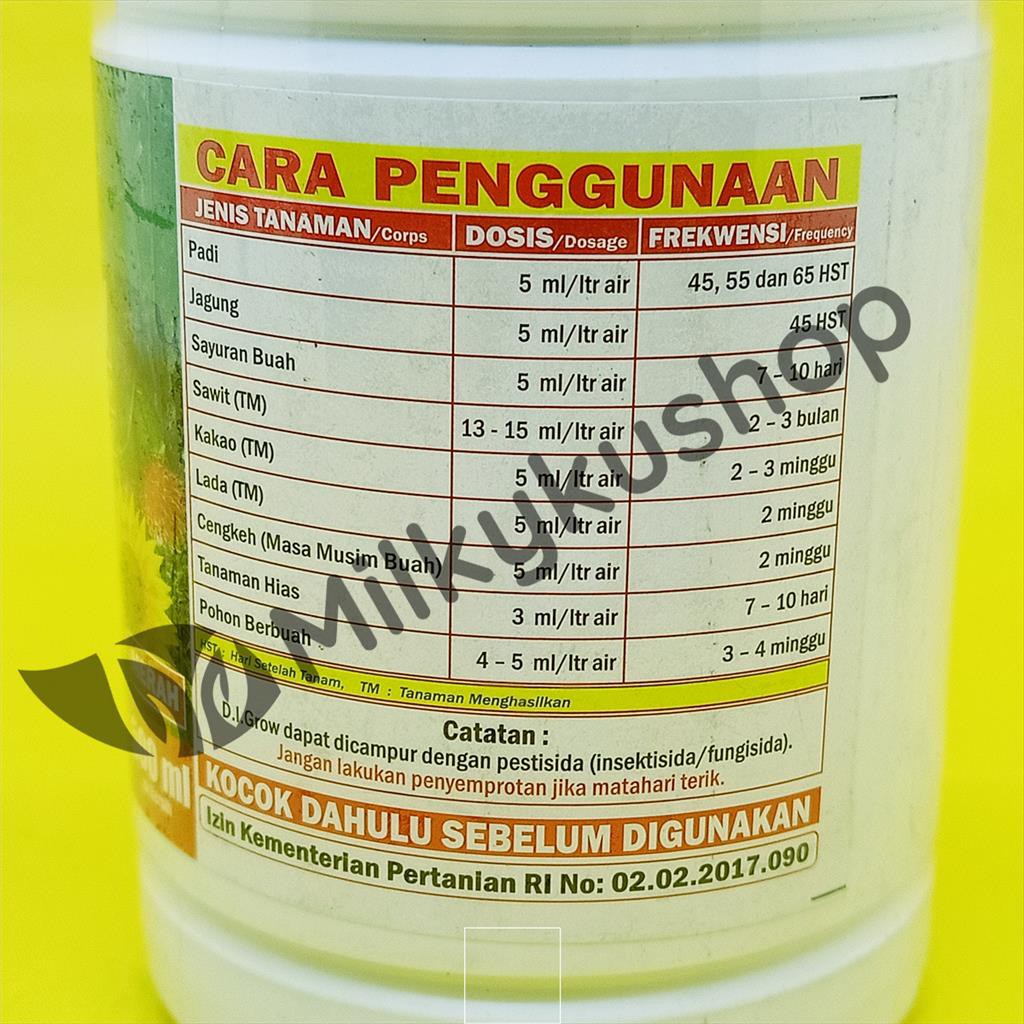 CARA PENGGUNAAN
JENIS TANAMAN/Corps DOSIS/Dosage FREKWENSI/Frequency
Padi 5 ml/ltr air 45, 55 dan 65 HST
Jagung 5 ml/ltr air 45 HST
Sayuran Buah 5 ml/ltr air 7 – 10 hari
Sawit (TM) 13 - 15 ml/ltr air 2 – 3 bulan
Kakao (TM) 5 ml/ltr air 2 – 3 minggu
Lada (TM) 5 ml/ltr air 2 minggu
Cengkeh (Masa Musim Buah) 5 ml/ltr air 2 minggu
Tanaman Hias 3 ml/ltr air 7 – 10 hari
Pohon Berbuah 4 – 5 ml/ltr air 3 – 4 minggu
HST : Hari Setelah Tanam, TM : Tanaman Menghasilkan
Catatan :
D.I.Grow dapat dicampur dengan pestisida (insektisida/fungisida).
Jangan lakukan penyemprotan jika matahari terik.
KOCOK DAHULU SEBELUM DIGUNAKAN
Izin Kementerian Pertanian RI No: 02.02.2017.090
Milkykushop
ml